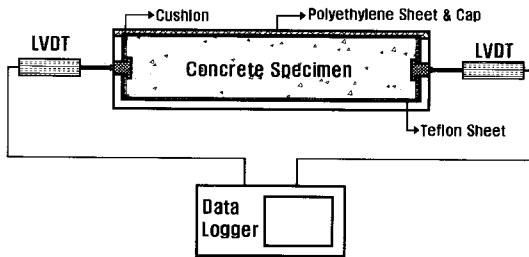 Cushion
Polyethylene Sheet & Cap
LVDT
LVDT
Concrete Specimen
Teflon Sheet
Data
Logger